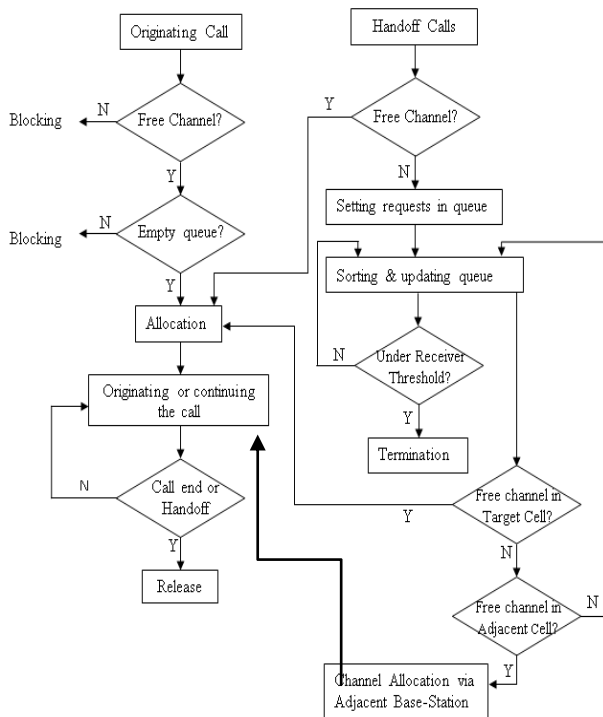 Originating Call
Handoff Calls
Blocking
N
Free Channel?
Y
Free Channel?
Y
N
Blocking
N
Empty queue?
Setting requests in queue
Y
Sorting & updating queue
Allocation
N
Under Receiver
Threshold?
Originating or continuing
the call
Y
Termination
N
Call end or
Handoff
Free channel in
Target Cell?
Y
Y
N
Release
Free channel in
Adjacent Cell?
N
Y
Channel Allocation via
Adjacent Base-Station